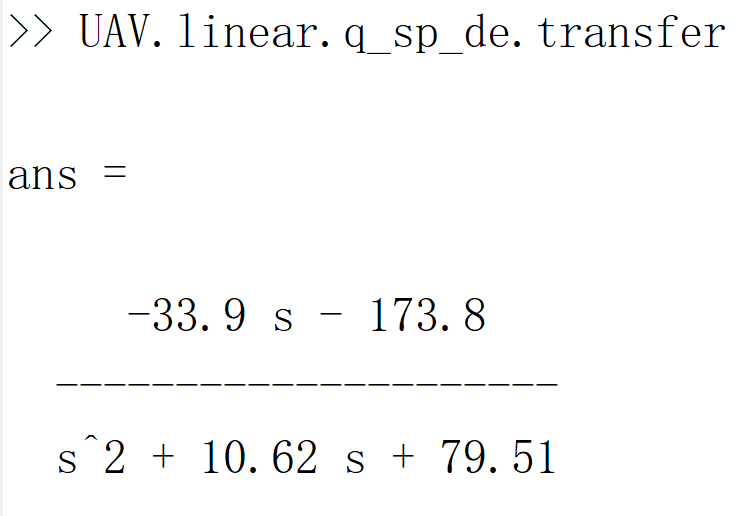 >> UAV.linear.q_sp_de.transfer
ans =
-33.9 s - 173.8
---------------------
s^2 + 10.62 s + 79.51